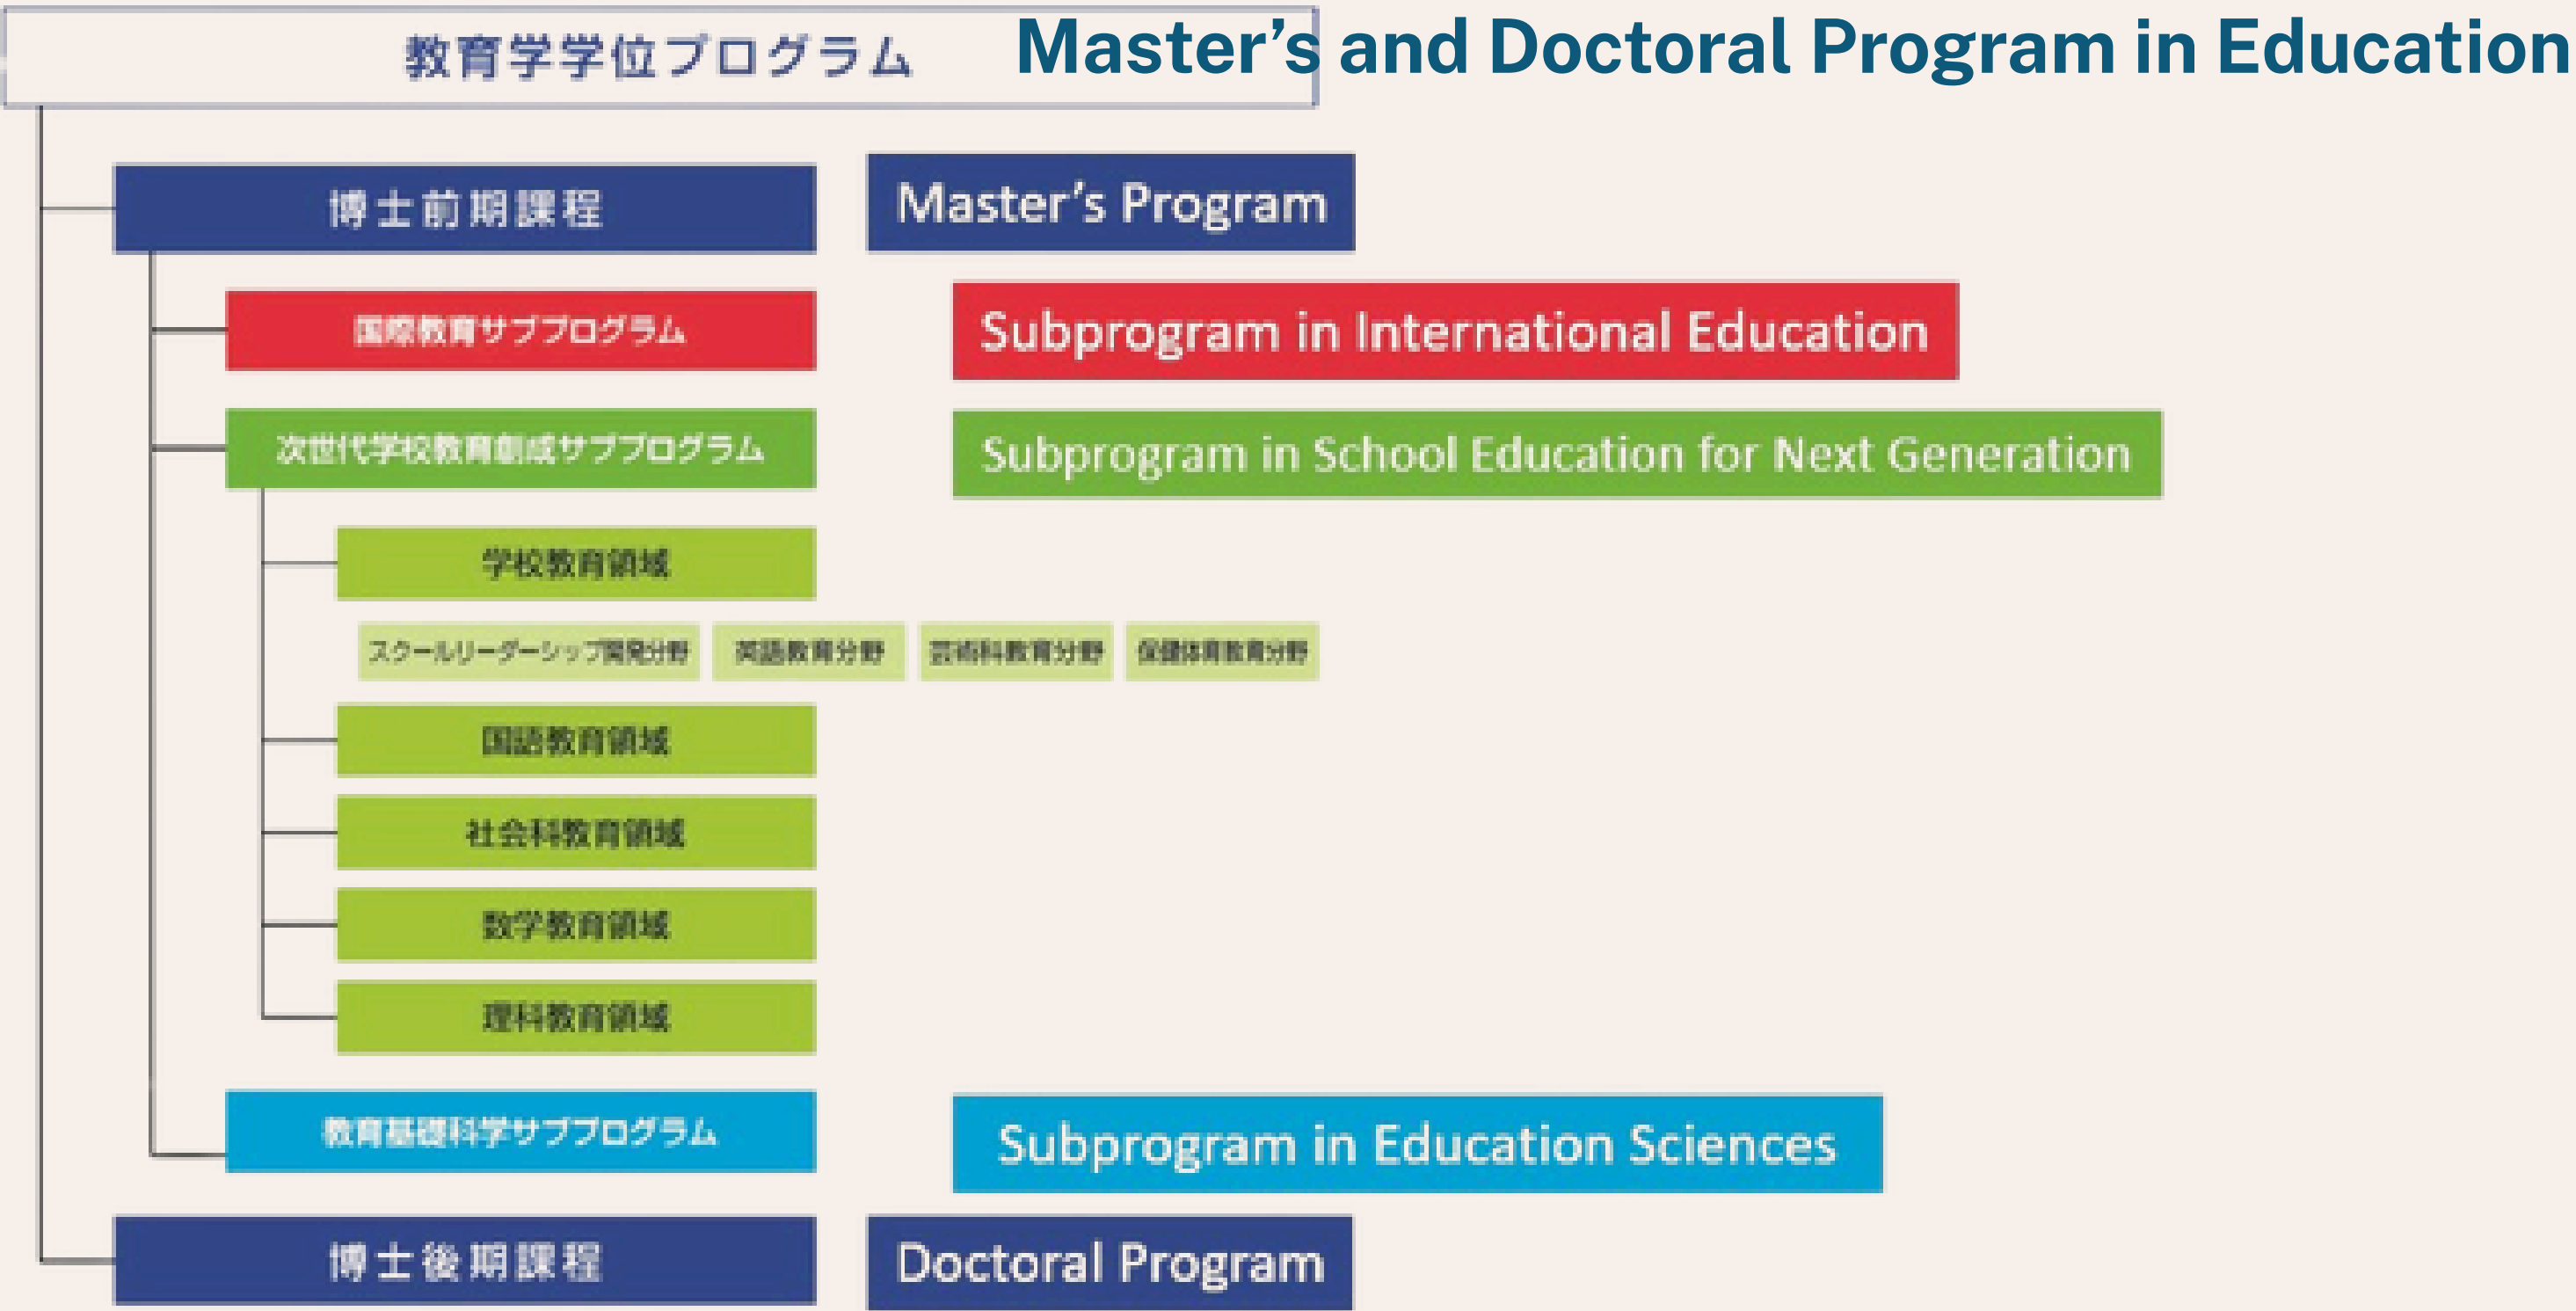 教育学学位プログラム Master’s and Doctoral Program in Education
博士前期課程 Master’s Program
国際教育サブプログラム Subprogram in International Education
次世代学校教育創成サブプログラム Subprogram in School Education for Next Generation
学校教育領域
スクールリーダーシップ開発分野 英語教育分野 芸術科教育分野 保健体育教育分野
国語教育領域
社会科教育領域
数学教育領域
理科教育領域
教育基礎科学サブプログラム Subprogram in Education Sciences
博士後期課程 Doctoral Program